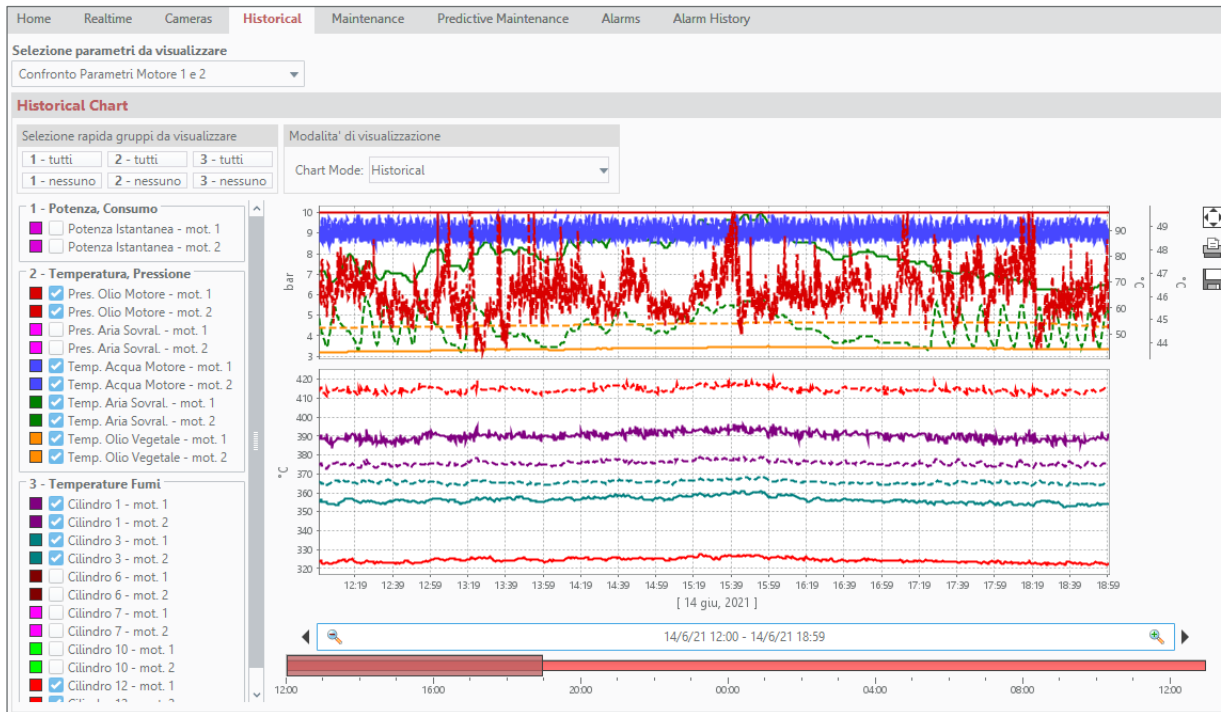 Home Realtime Cameras Historical Maintenance Predictive Maintenance Alarms Alarm History
Selezione parametri da visualizzare
Confronto Parametri Motore 1 e 2
Historical Chart
Selezione rapida gruppi da visualizzare
1 - tutti 2 - tutti 3 - tutti
1 - nessuno 2 - nessuno 3 - nessuno
Modalita' di visualizzazione
Chart Mode: Historical
1 - Potenza, Consumo
Potenza Istantanea - mot. 1
Potenza Istantanea - mot. 2
2 - Temperatura, Pressione
Pres. Olio Motore - mot. 1
Pres. Olio Motore - mot. 2
Pres. Aria Sovral. - mot. 1
Pres. Aria Sovral. - mot. 2
Temp. Acqua Motore - mot. 1
Temp. Acqua Motore - mot. 2
Temp. Aria Sovral. - mot. 1
Temp. Aria Sovral. - mot. 2
Temp. Olio Vegetale - mot. 1
Temp. Olio Vegetale - mot. 2
3 - Temperature Fumi
Cilindro 1 - mot. 1
Cilindro 1 - mot. 2
Cilindro 3 - mot. 1
Cilindro 3 - mot. 2
Cilindro 6 - mot. 1
Cilindro 6 - mot. 2
Cilindro 7 - mot. 1
Cilindro 7 - mot. 2
Cilindro 10 - mot. 1
Cilindro 10 - mot. 2
Cilindro 12 - mot. 1
10
9
8
7
6
5
4
3
bar
90
80
70
60
50
°C
49
48
47
46
45
44
°C
420
410
400
390
380
370
360
350
340
330
320
°C
12:19 12:39 12:59 13:19 13:39 13:59 14:19 14:39 14:59 15:19 15:39 15:59 16:19 16:39 16:59 17:19 17:39 17:59 18:19 18:39 18:59
[ 14 giu, 2021 ]
14/6/21 12:00 - 14/6/21 18:59
12:00 16:00 20:00 00:00 04:00 08:00 12:00